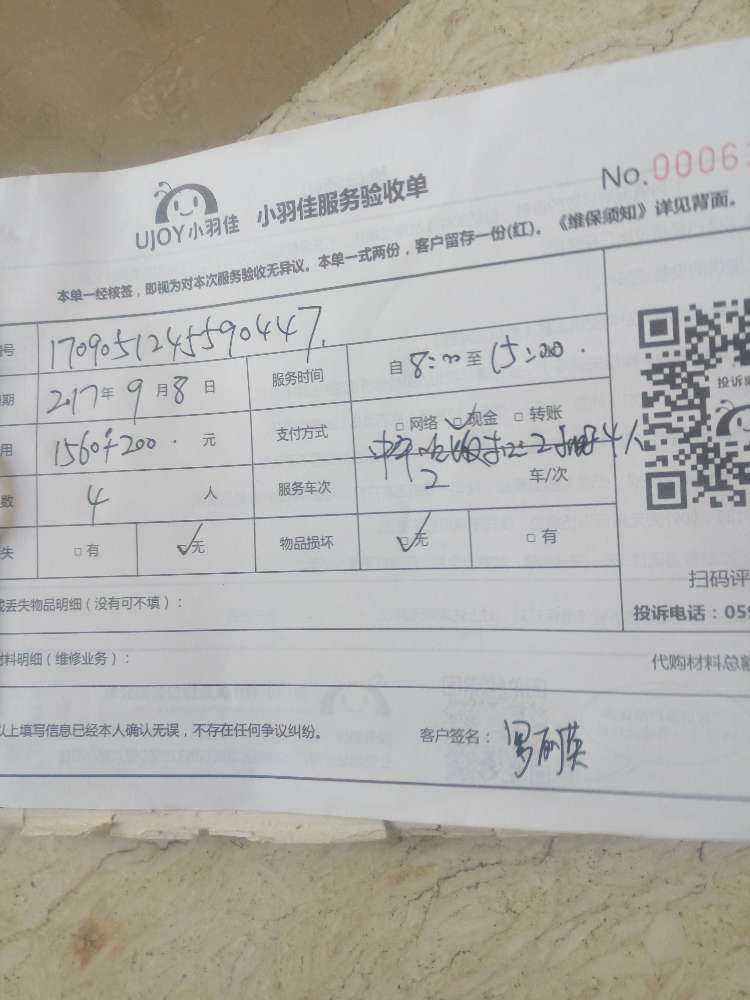 No.0006
UJOY小羽佳 小羽佳服务验收单
本单一经核签，即视为对本次服务验收无异议。本单一式两份，客户留存一份(红)。《维保须知》详见背面。
号 1709051245590447
期 2017年9月8日 服务时间 自8:00至15:00
用 1560+200.元 支付方式 □网络 ☑现金 □转账
数 4人 服务车次 2 车/次
失 □有 ☑无 物品损坏 ☑无 □有
投诉
扫码评
丢失物品明细（没有可不填）：
投诉电话：059
材料明细（维修业务）：
代购材料总额
以上填写信息已经本人确认无误，不存在任何争议纠纷。 客户签名：罗丽英